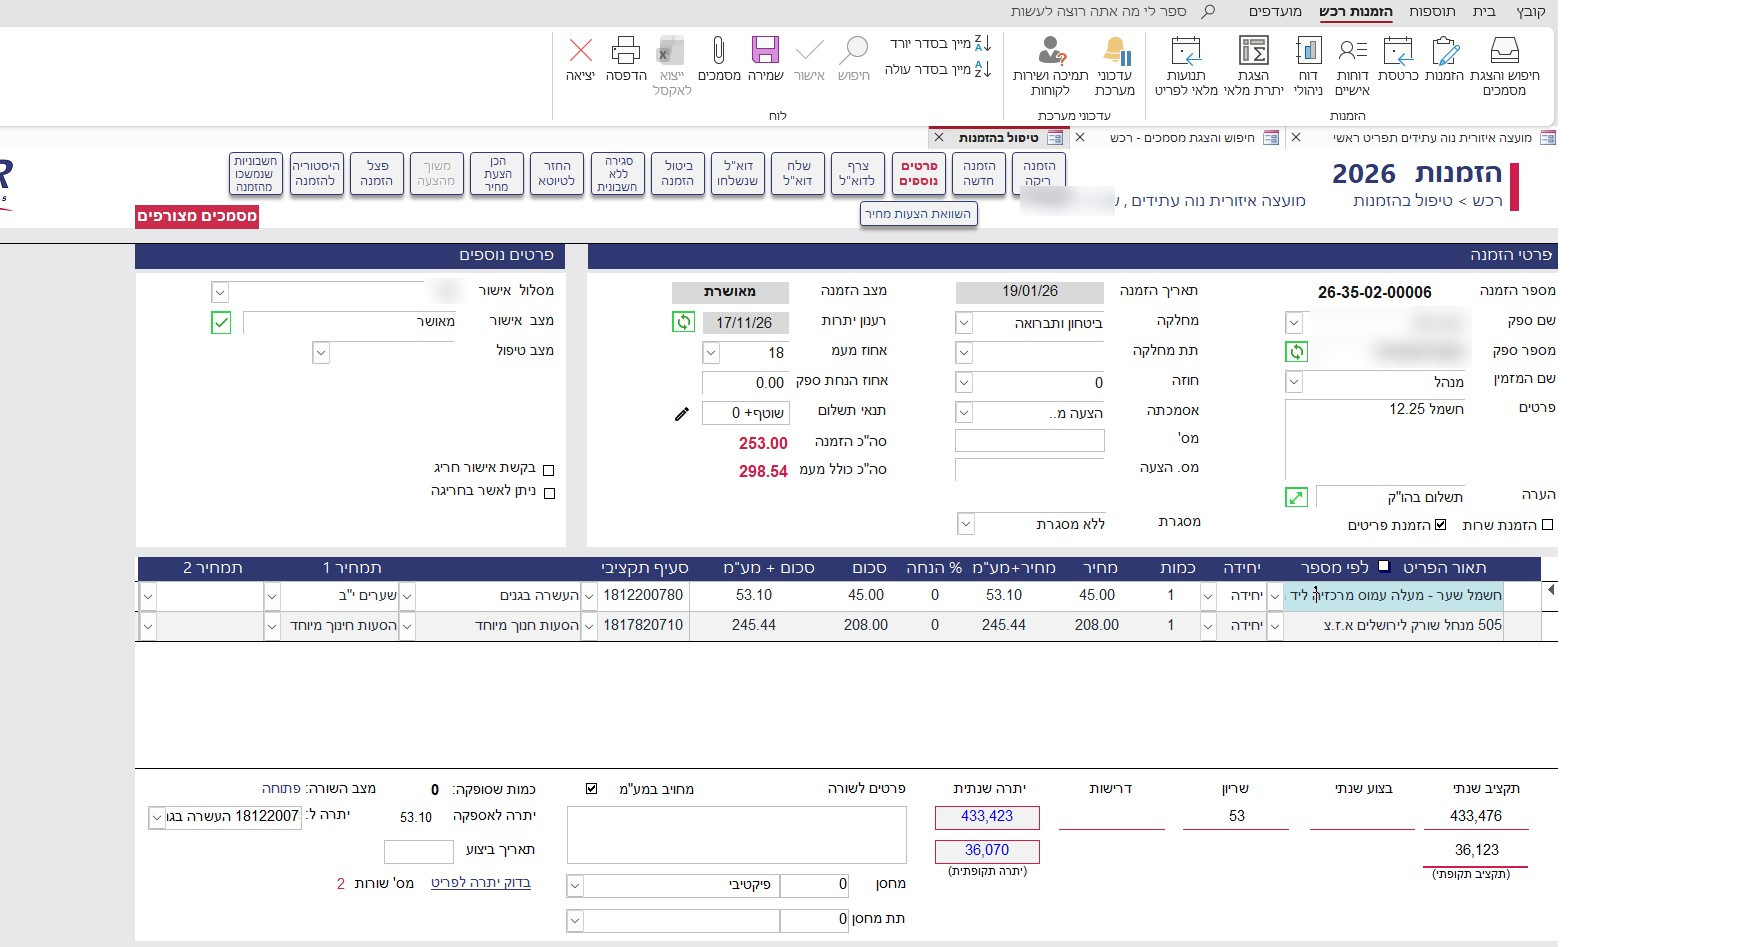 קובץ בית תוספות הזמנות רכש מועדפים ספר לי מה אתה רוצה לעשות
חיפוש והצגת מסמכים
הזמנות
כרטסת
דוחות אישיים
דוח ניהולי
הצגת יתרת מלאי
תנועות מלאי לפריט
הזמנות
עדכוני מערכת
תמיכה ושירות לקוחות
עדכוני מערכת
מיין בסדר יורד
מיין בסדר עולה
חיפוש
אישור
שמירה
מסמכים
ייצוא לאקסל
הדפסה
יציאה
לוח
מועצה איזורית נוה עתידים תפריט ראשי
חיפוש והצגת מסמכים - רכש
טיפול בהזמנות
הזמנות 2026
רכש > טיפול בהזמנות
מועצה איזורית נוה עתידים ,
הזמנה ריקה
הזמנה חדשה
פרטים נוספים
צרף לדוא"ל
שלח דוא"ל
דוא"ל שנשלחו
ביטול הזמנה
סגירה ללא חשבונית
החזר לטיוטא
הכן הצעת מחיר
משוך מהצעה
פצל הזמנה
היסטוריה להזמנה
חשבוניות שנמשכו מהזמנה
השוואת הצעות מחיר
מסמכים מצורפים
R
s
פרטי הזמנה
מספר הזמנה 26-35-02-00006
שם ספק
מספר ספק
שם המזמין מנהל
פרטים חשמל 12.25
הערה תשלום בהו"ק
הזמנת שרות הזמנת פריטים
תאריך הזמנה 19/01/26
מחלקה ביטחון ותברואה
תת מחלקה
חוזה 0
אסמכתה הצעה מ..
מס'
מס. הצעה
מסגרת ללא מסגרת
מצב הזמנה מאושרת
רענון יתרות 17/11/26
אחוז מעמ 18
אחוז הנחת ספק 0.00
תנאי תשלום שוטף+ 0
סה"כ הזמנה 253.00
סה"כ כולל מעמ 298.54
פרטים נוספים
מסלול אישור
מצב אישור מאושר
מצב טיפול
בקשת אישור חריג
ניתן לאשר בחריגה
תאור הפריט לפי מספר יחידה כמות מחיר מחיר+מע"מ % הנחה סכום סכום + מע"מ סעיף תקציבי תמחיר 1 תמחיר 2
חשמל שער - מעלה עמוס מרכזיה ליד יחידה 1 45.00 53.10 0 45.00 53.10 1812200780 העשרה בגנים שערים י"ב
505 מנחל שורק לירושלים א.ז.צ יחידה 1 208.00 245.44 0 208.00 245.44 1817820710 הסעות חנוך מיוחד הסעות חינוך מיוחד
תקציב שנתי בצוע שנתי שריון דרישות יתרה שנתית
433,476 53 433,423
36,123 36,070
(תקציב תקופתי) (יתרה תקופתית)
פרטים לשורה מחויב במע"מ
מחסן 0 פיקטיבי
תת מחסן 0
כמות שסופקה: 0 מצב השורה: פתוחה
יתרה לאספקה 53.10 יתרה ל: 18122007 העשרה בגנ
תאריך ביצוע
בדוק יתרה לפריט מס' שורות 2